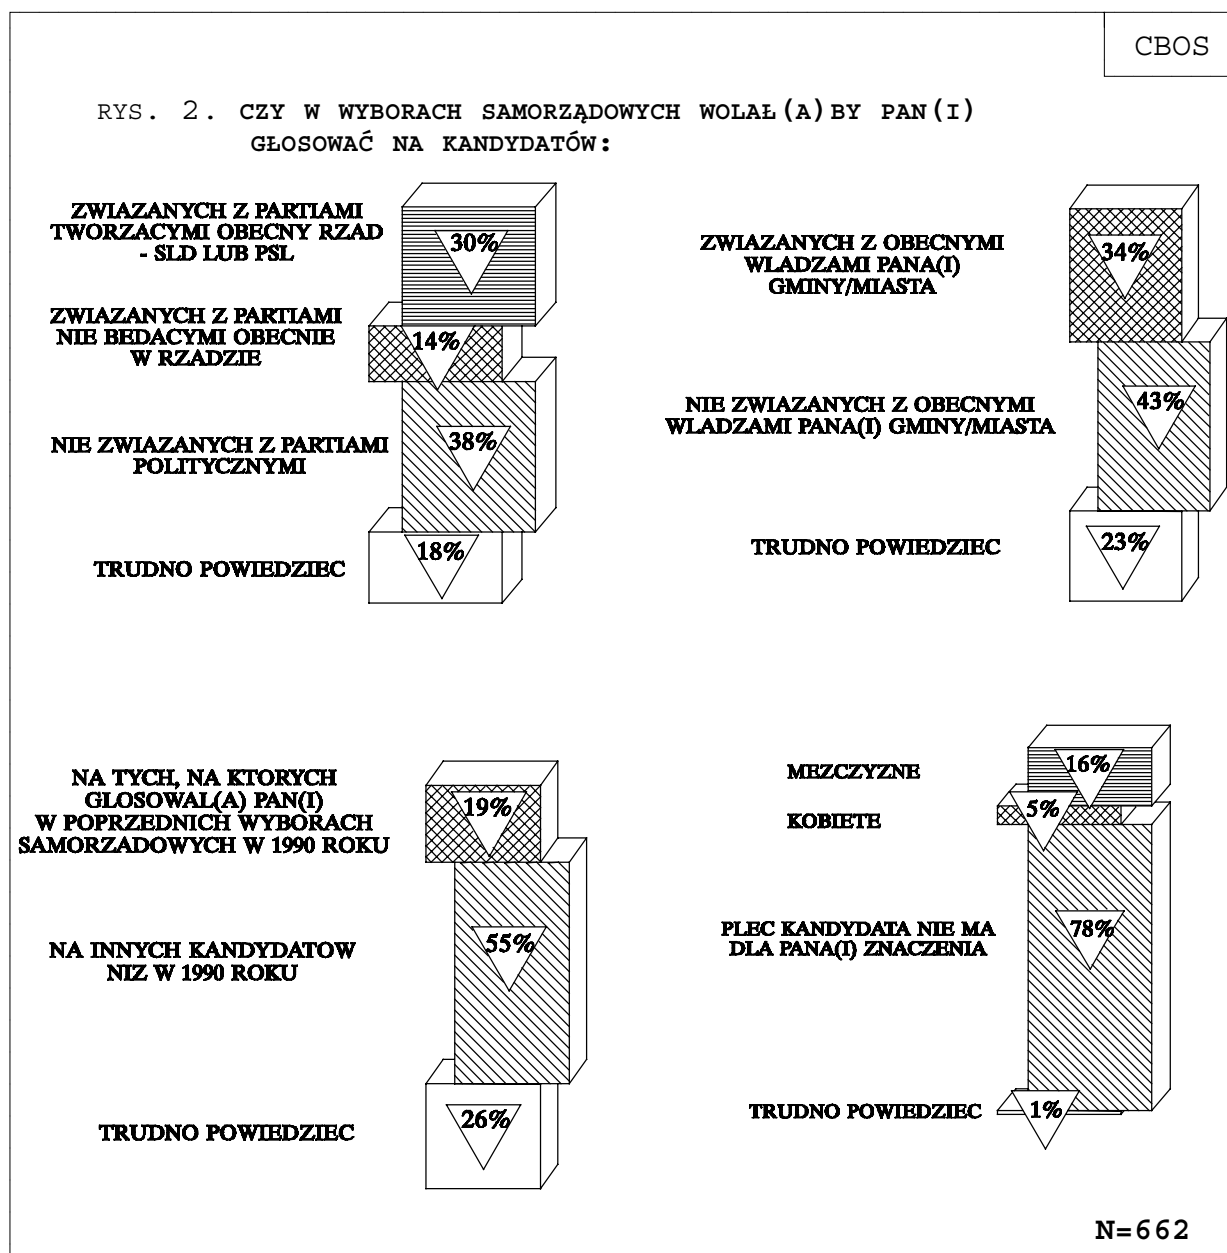 CBOS
RYS. 2. CZY W WYBORACH SAMORZĄDOWYCH WOLAŁ(A)BY PAN(I)
GŁOSOWAĆ NA KANDYDATÓW:
ZWIAZANYCH Z PARTIAMI
TWORZACYMI OBECNY RZAD
- SLD LUB PSL
30%
ZWIAZANYCH Z PARTIAMI
NIE BEDACYMI OBECNIE
W RZADZIE
14%
NIE ZWIAZANYCH Z PARTIAMI
POLITYCZNYMI
38%
TRUDNO POWIEDZIEC
18%
ZWIAZANYCH Z OBECNYMI
WLADZAMI PANA(I)
GMINY/MIASTA
34%
NIE ZWIAZANYCH Z OBECNYMI
WLADZAMI PANA(I) GMINY/MIASTA
43%
TRUDNO POWIEDZIEC
23%
NA TYCH, NA KTORYCH
GLOSOWAL(A) PAN(I)
W POPRZEDNICH WYBORACH
SAMORZADOWYCH W 1990 ROKU
19%
NA INNYCH KANDYDATOW
NIZ W 1990 ROKU
55%
TRUDNO POWIEDZIEC
26%
MEZCZYZNE
16%
KOBIETE
5%
PLEC KANDYDATA NIE MA
DLA PANA(I) ZNACZENIA
78%
TRUDNO POWIEDZIEC
1%
N=662